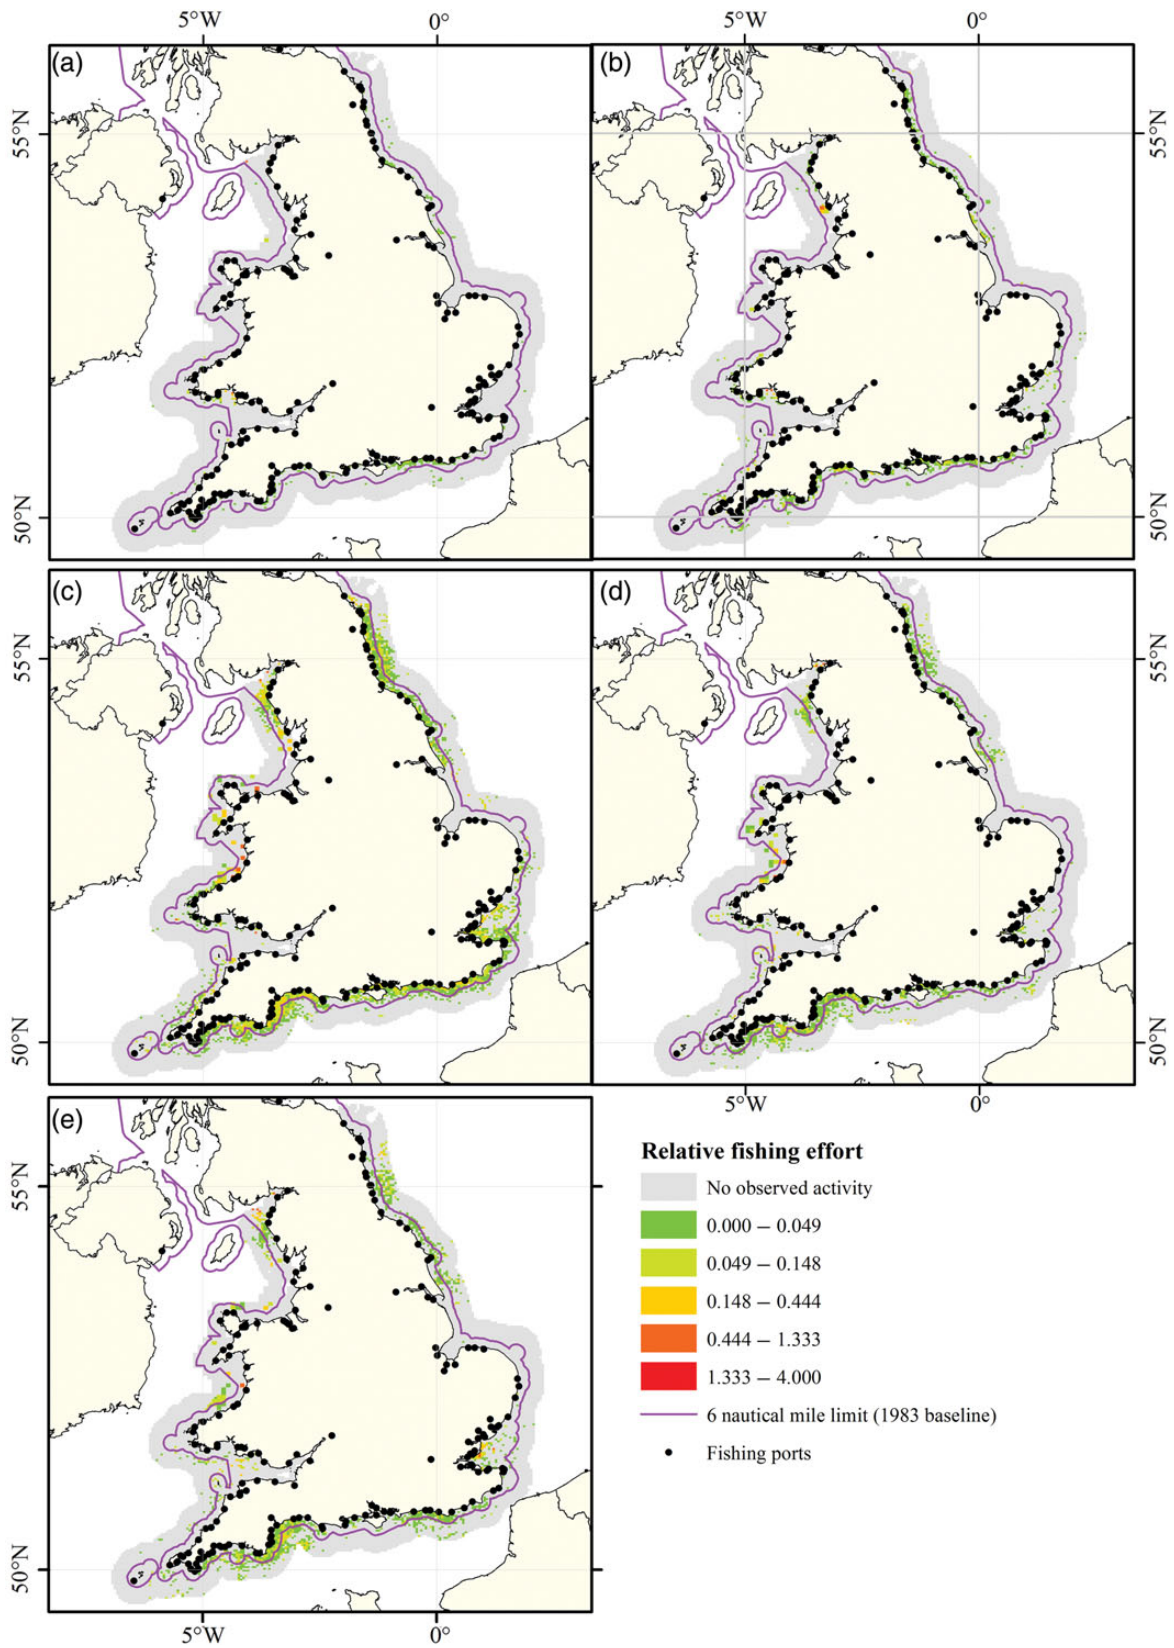 5°W 0° 5°W 0°
(a) (b)
55°N 55°N
50°N 50°N
(c) (d)
55°N 55°N
50°N 50°N
5°W 0°
(e)
55°N
50°N
5°W 0°
Relative fishing effort
No observed activity
0.000 – 0.049
0.049 – 0.148
0.148 – 0.444
0.444 – 1.333
1.333 – 4.000
6 nautical mile limit (1983 baseline)
Fishing ports